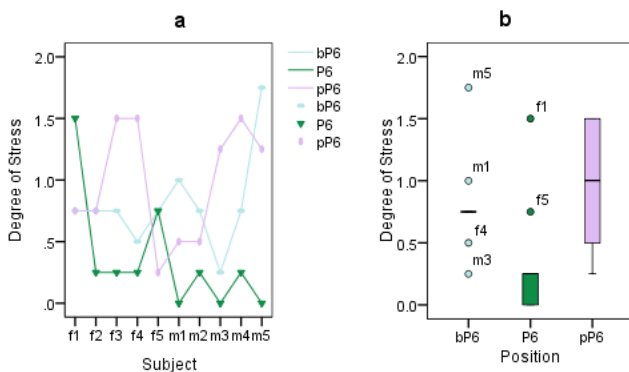 a
2.0
1.5
1.0
.5
.0
Degree of Stress
f1 f2 f3 f4 f5 m1 m2 m3 m4 m5
Subject
bP6
P6
pP6
bP6
P6
pP6
b
2.0
1.5
1.0
0.5
0.0
Degree of Stress
m5
m1
f4
m3
f1
f5
bP6 P6 pP6
Position